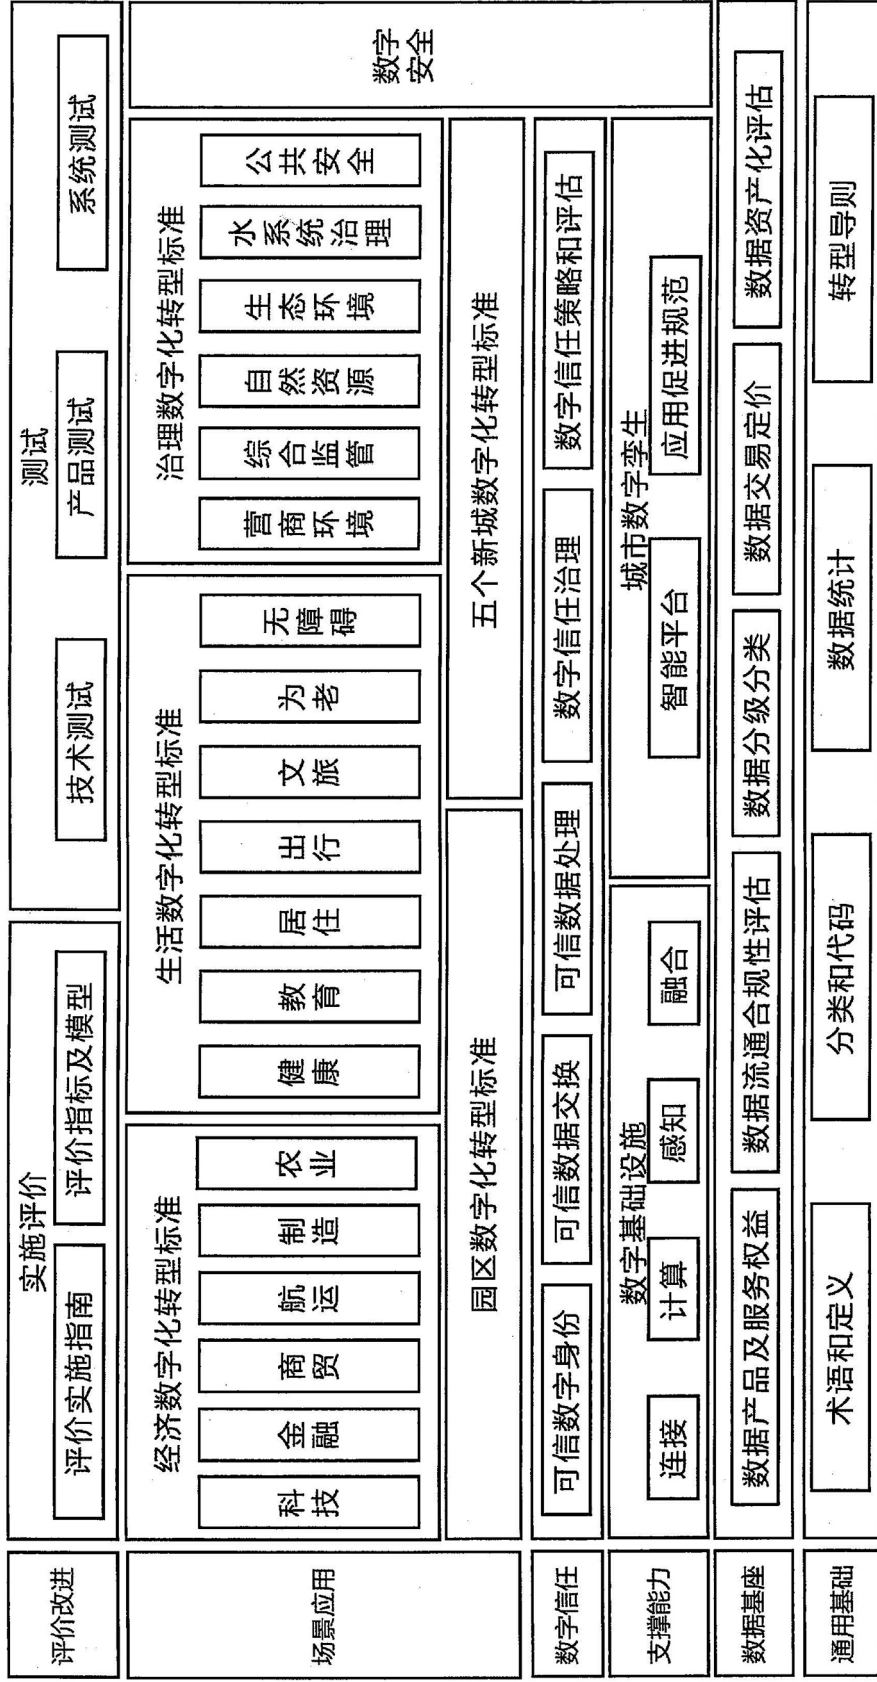 评价改进
实施评价
评价实施指南
评价指标及模型
测试
技术测试
产品测试
系统测试
场景应用
经济数字化转型标准
科技
金融
商贸
航运
制造
农业
生活数字化转型标准
健康
教育
居住
出行
文旅
为老
无障碍
治理数字化转型标准
营商环境
综合监管
自然资源
生态环境
水系统治理
公共安全
园区数字化转型标准
五个新城数字化转型标准
数字
安全
数字信任
可信数字身份
可信数据交换
可信数据处理
数字信任治理
数字信任策略和评估
支撑能力
数字基础设施
连接
计算
感知
融合
城市数字孪生
智能平台
应用促进规范
数据基座
数据产品及服务权益
数据流通合规性评估
数据分级分类
数据交易定价
数据资产化评估
通用基础
术语和定义
分类和代码
数据统计
转型导则